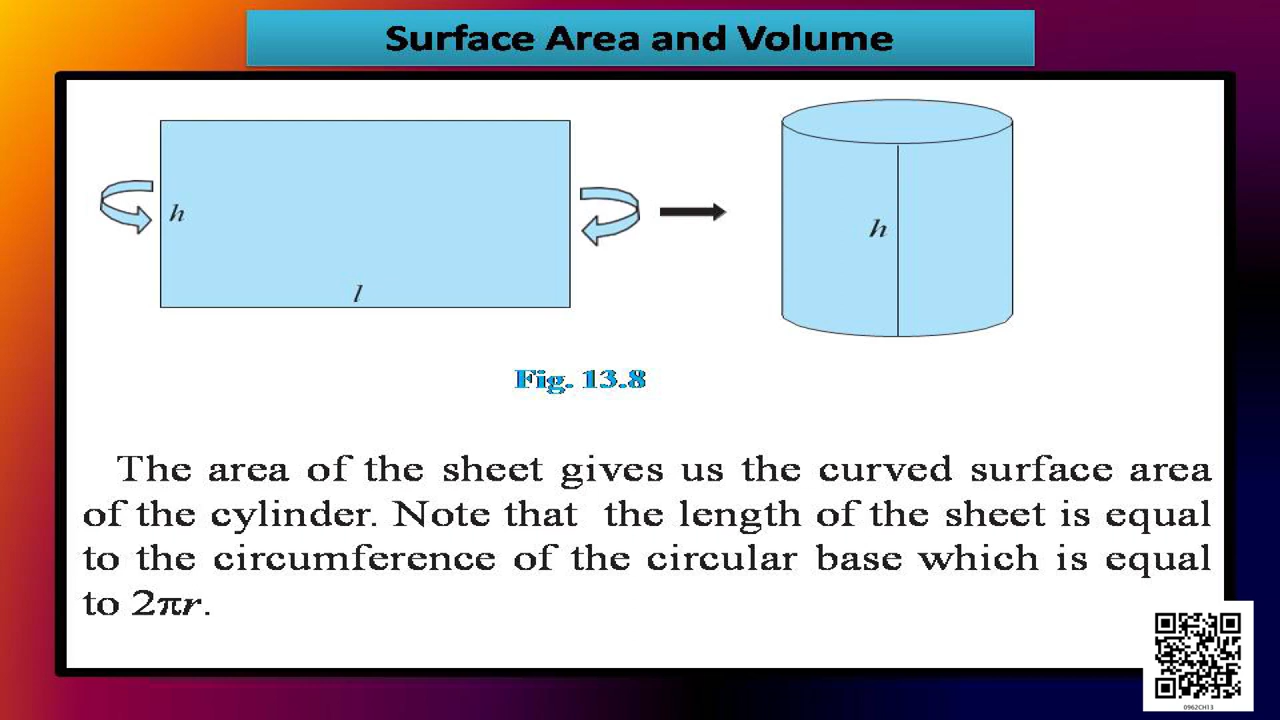 Surface Area and Volume
h
l
h
Fig. 13.8
The area of the sheet gives us the curved surface area
of the cylinder. Note that the length of the sheet is equal
to the circumference of the circular base which is equal
to 2πr.
0962CH13